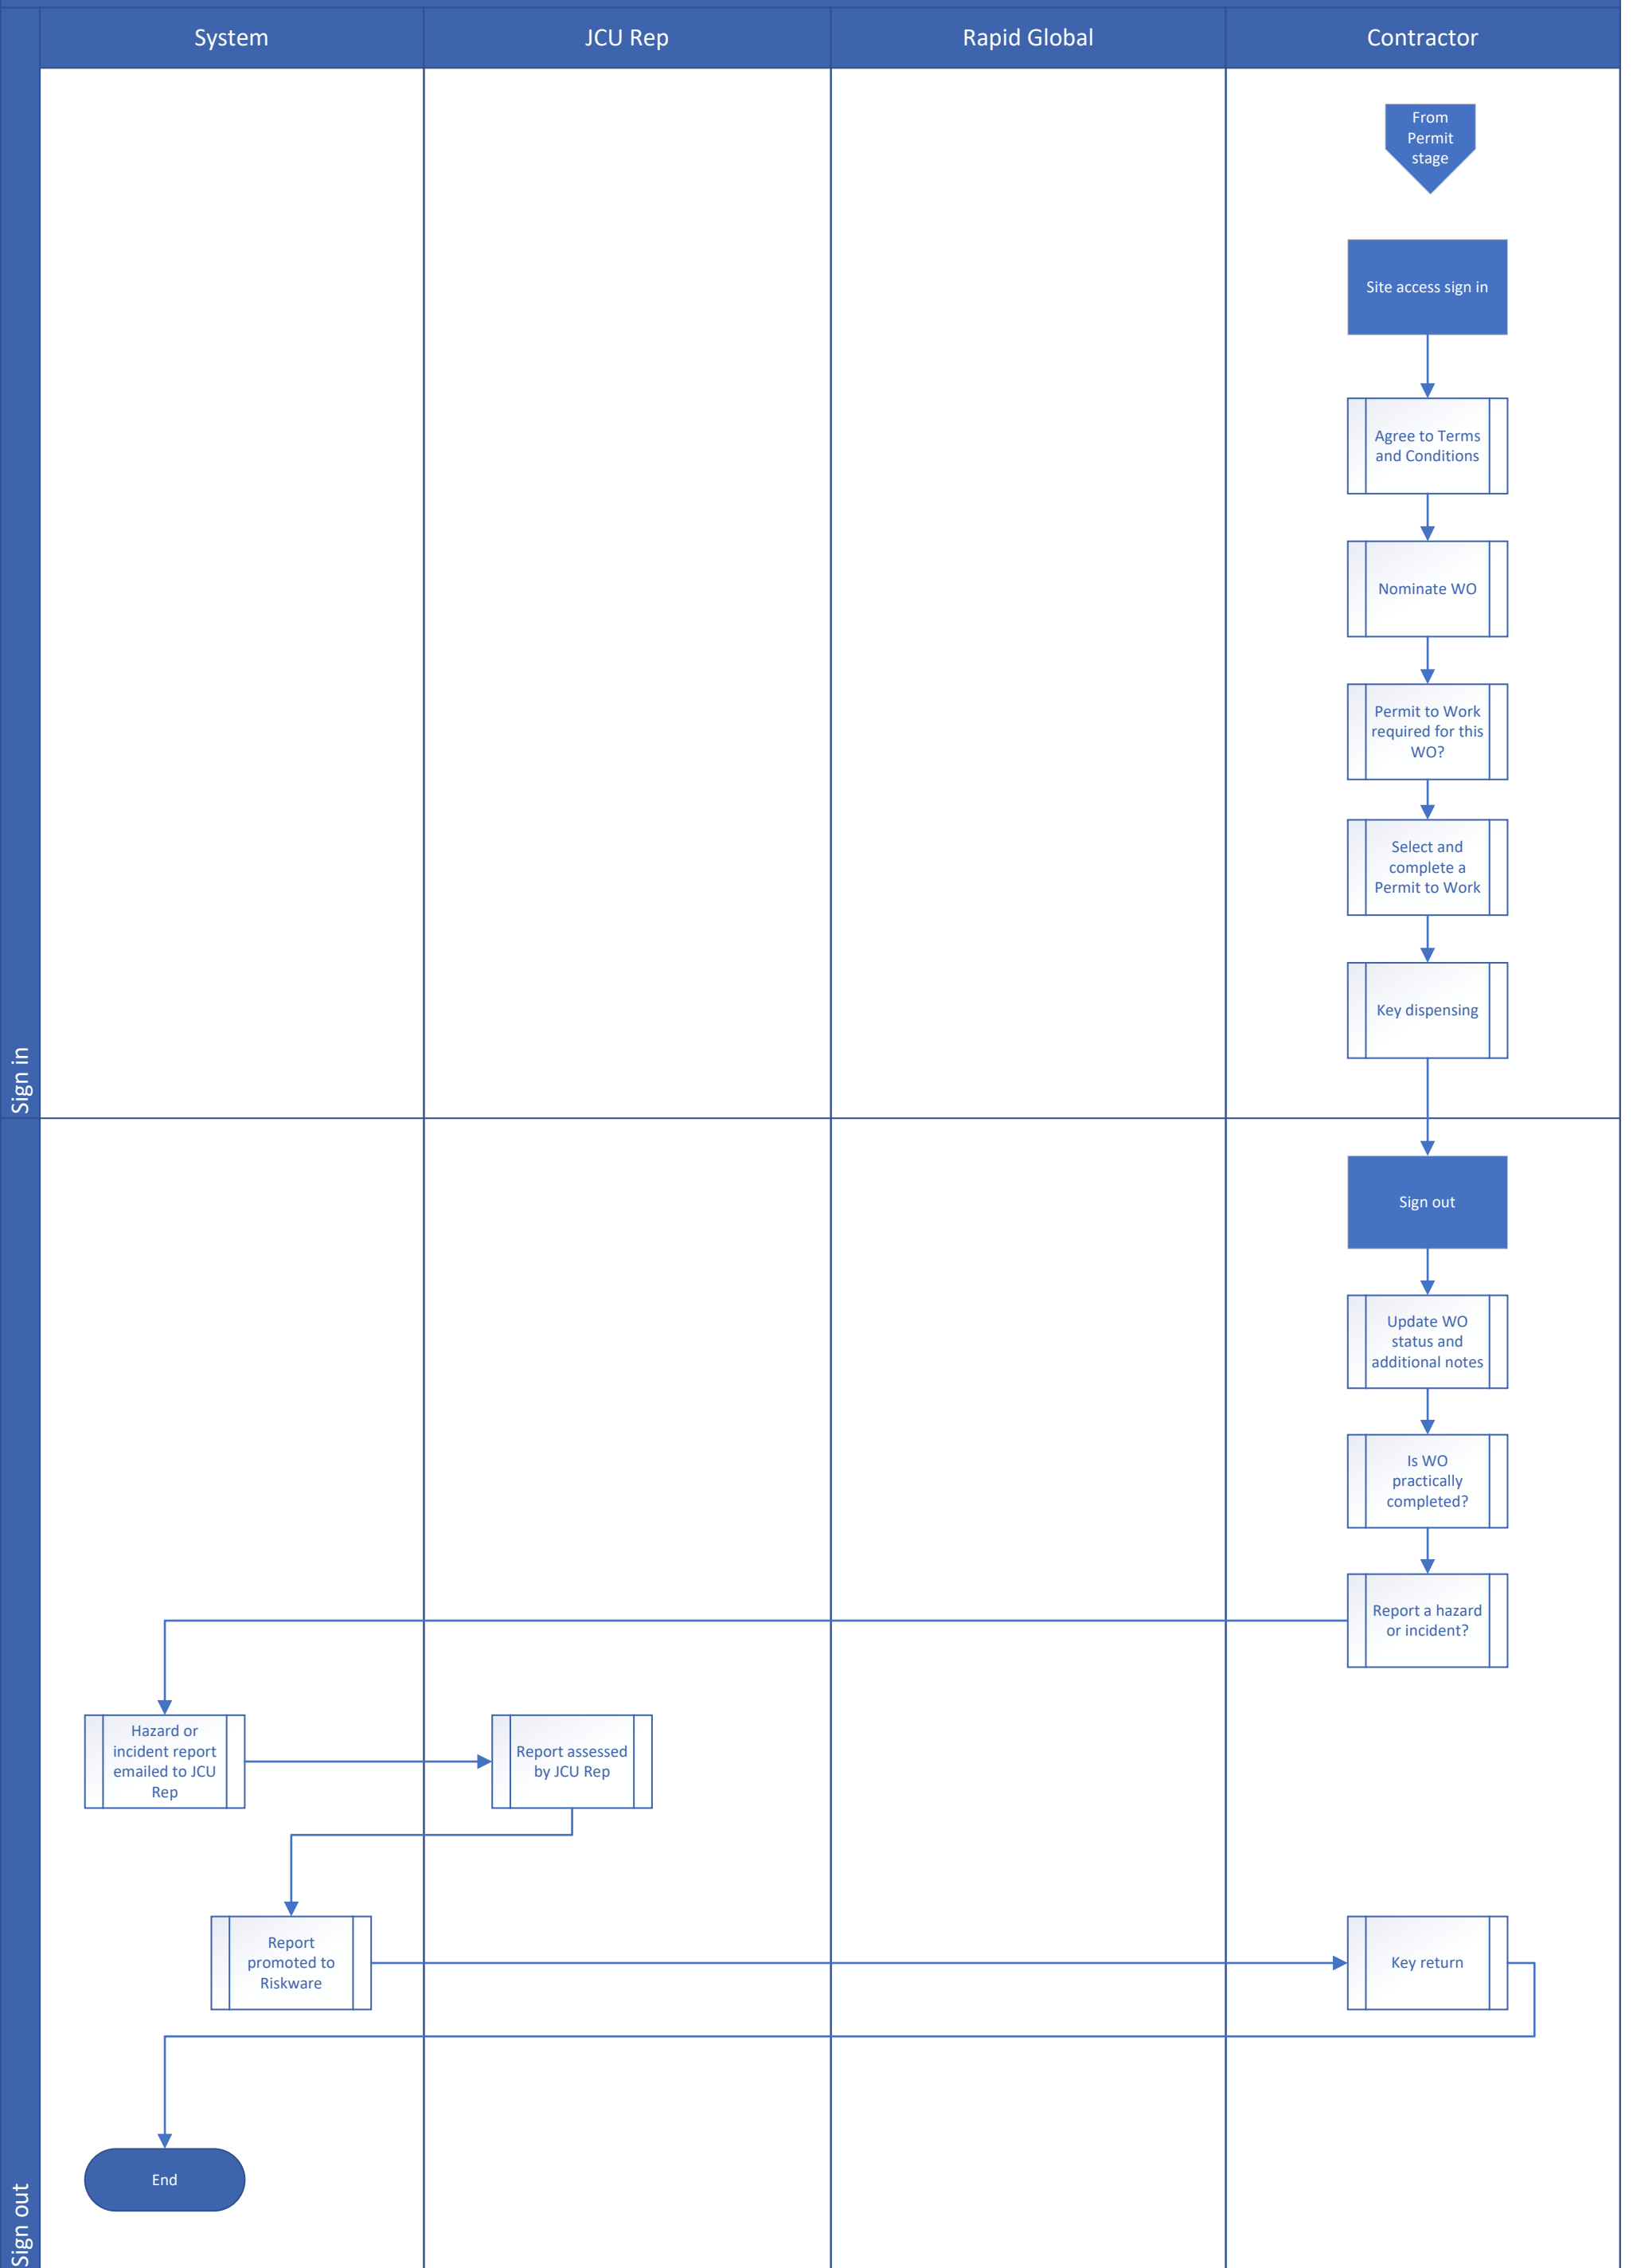 System
JCU Rep
Rapid Global
Contractor
From
Permit
stage
Site access sign in
Agree to Terms
and Conditions
Nominate WO
Permit to Work
required for this
WO?
Select and
complete a
Permit to Work
Key dispensing
Sign in
Sign out
Update WO
status and
additional notes
Is WO
practically
completed?
Report a hazard
or incident?
Hazard or
incident report
emailed to JCU
Rep
Report assessed
by JCU Rep
Report
promoted to
Riskware
Key return
End
Sign out